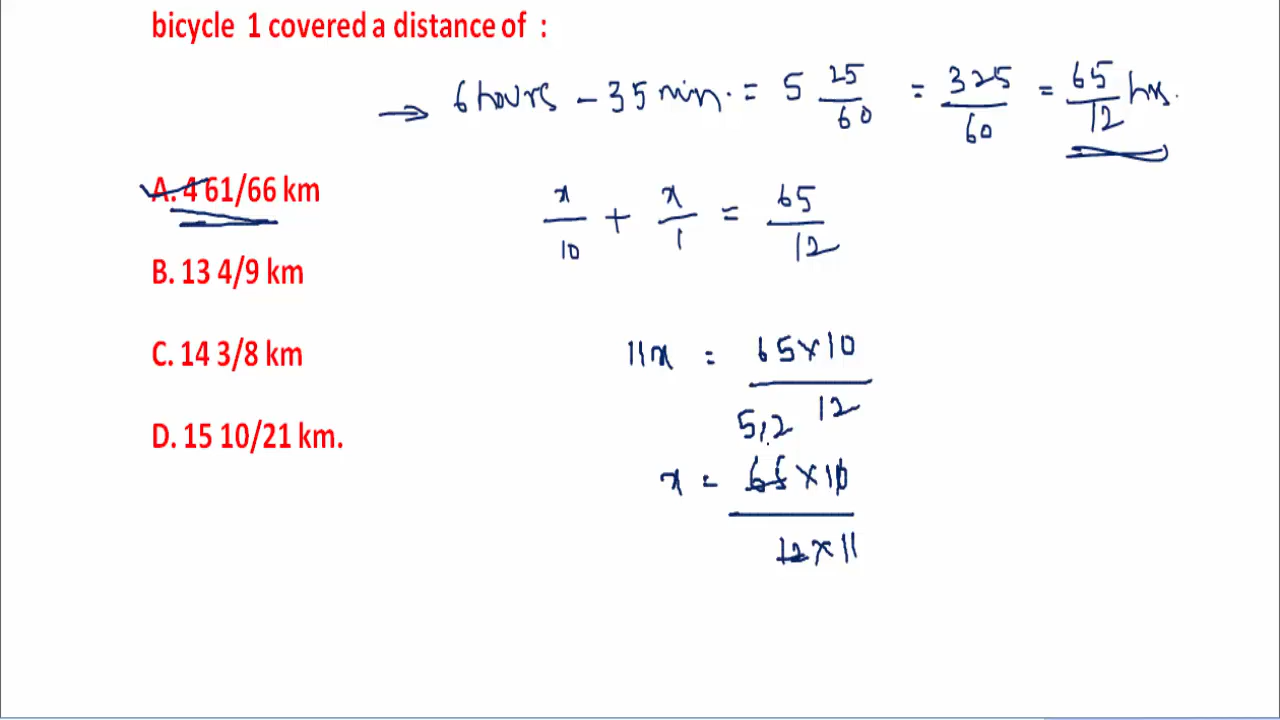 bicycle 1 covered a distance of :
→ 6 hours - 35 min. = 5 25/60 = 325/60 = 65/12 hrs.
A. 4 61/66 km
x/10 + x/1 = 65/12
B. 13 4/9 km
C. 14 3/8 km
11x = 65×10/12
5,2
D. 15 10/21 km.
x = 65×10/12×11